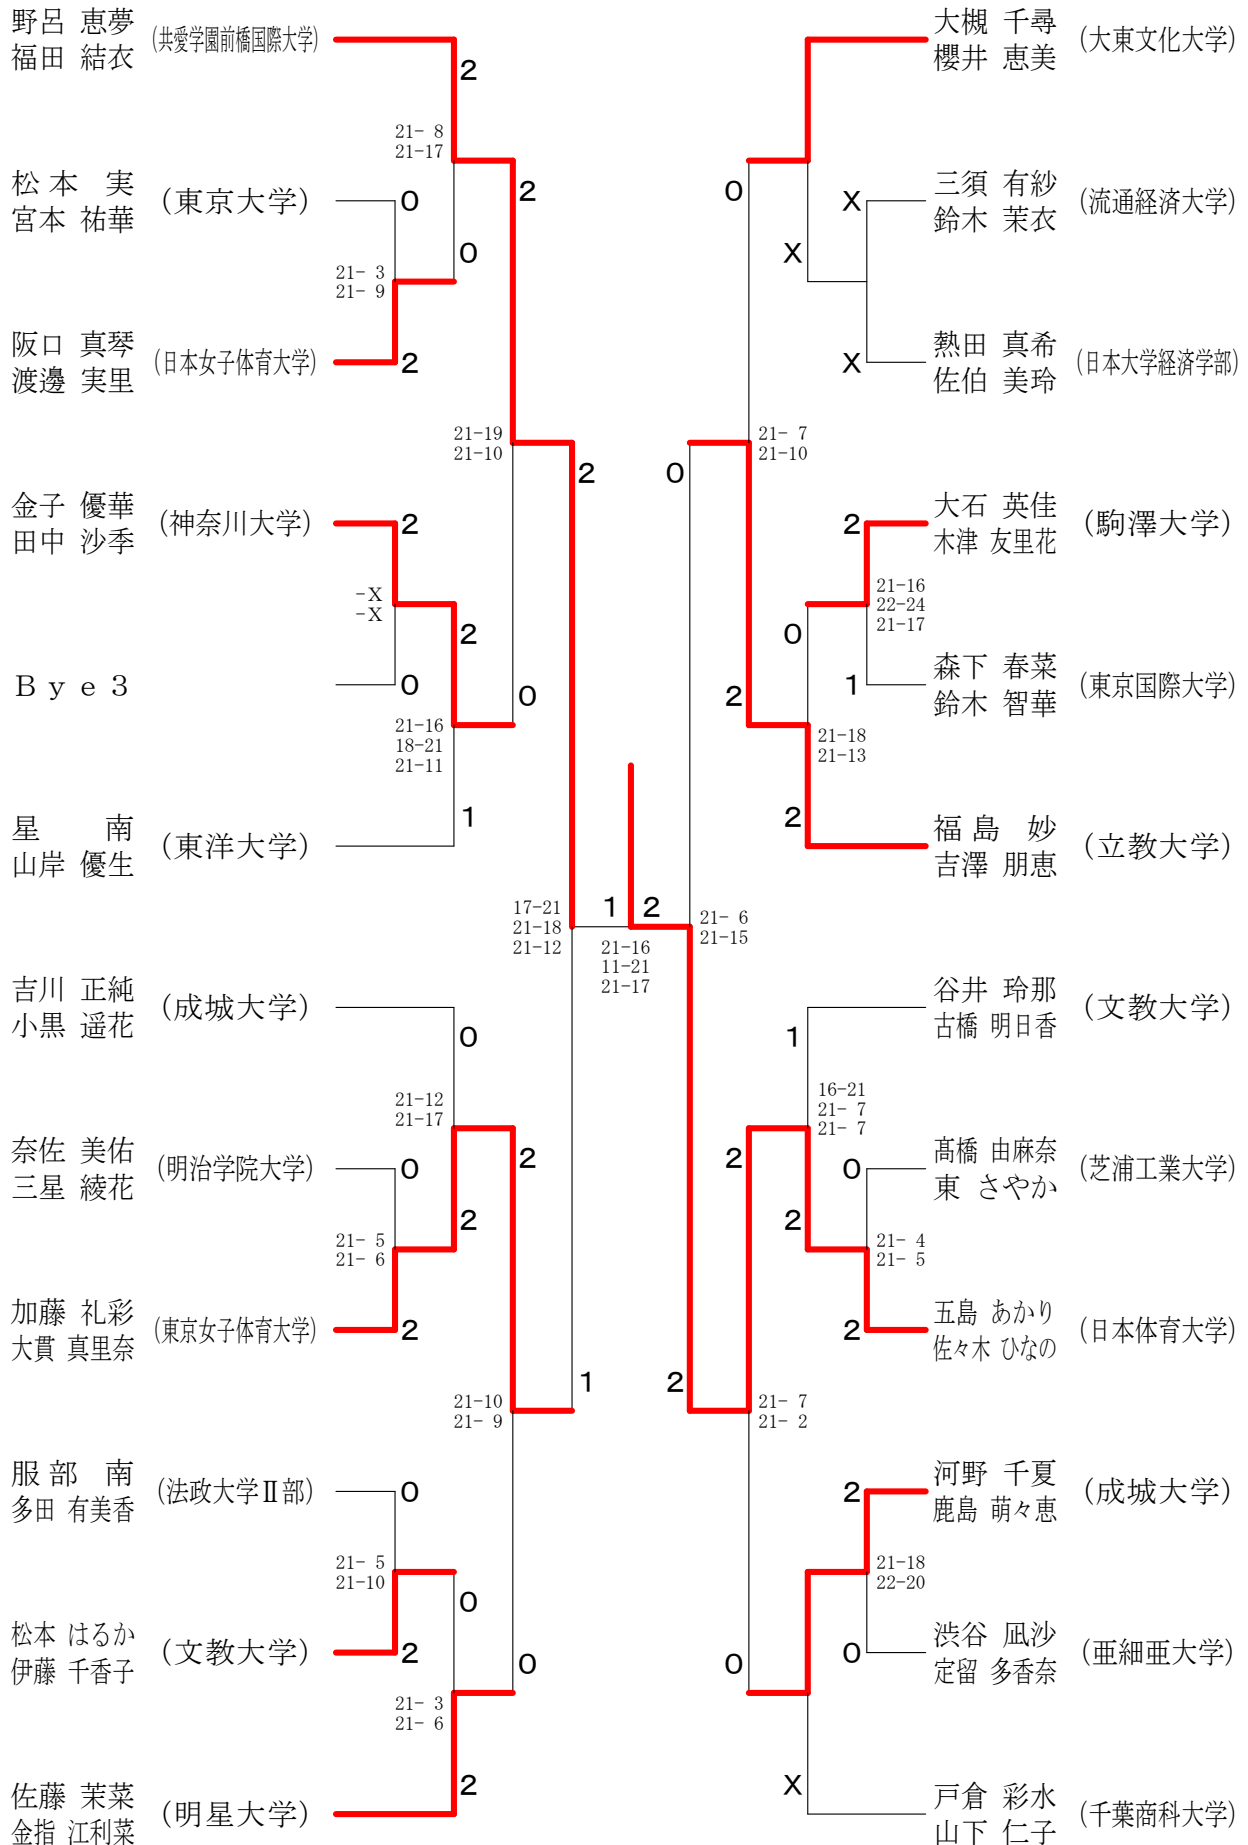 野呂 恵夢
福田 結衣
(共愛学園前橋国際大学)
2
21- 8
21-17
松本 実
宮本 祐華
(東京大学)
0
2
0
21- 3
21- 9
阪口 真琴
渡邊 実里
(日本女子体育大学)
2
21-19
21-10
2
金子 優華
田中 沙季
(神奈川大学)
2
-X
-X
2
Bye3
0
0
21-16
18-21
21-11
星 南
山岸 優生
(東洋大学)
1
17-21
21-18
21-12
1
2
21-16
11-21
21-17
吉川 正純
小黒 遥花
(成城大学)
0
21-12
21-17
奈佐 美佑
三星 綾花
(明治学院大学)
0
2
2
21- 5
21- 6
加藤 礼彩
大貫 真里奈
(東京女子体育大学)
2
21-10
21- 9
1
服部 南
多田 有美香
(法政大学Ⅱ部)
0
21- 5
21-10
0
松本 はるか
伊藤 千香子
(文教大学)
2
0
21- 3
21- 6
佐藤 茉菜
金指 江利菜
(明星大学)
2
大槻 千尋
櫻井 恵美
(大東文化大学)
0
X
三須 有紗
鈴木 茉衣
(流通経済大学)
X
X
熱田 真希
佐伯 美玲
(日本大学経済学部)
21- 7
21-10
0
2
大石 英佳
木津 友里花
(駒澤大学)
21-16
22-24
21-17
0
2
1
森下 春菜
鈴木 智華
(東京国際大学)
21-18
21-13
2
福島 妙
吉澤 朋恵
(立教大学)
21- 6
21-15
谷井 玲那
古橋 明日香
(文教大学)
1
16-21
21- 7
21- 7
2
0
髙橋 由麻奈
東 さやか
(芝浦工業大学)
2
21- 4
21- 5
2
五島 あかり
佐々木 ひなの
(日本体育大学)
2
21- 7
21- 2
2
河野 千夏
鹿島 萌々恵
(成城大学)
21-18
22-20
0
0
渋谷 凪沙
定留 多香奈
(亜細亜大学)
X
戸倉 彩水
山下 仁子
(千葉商科大学)